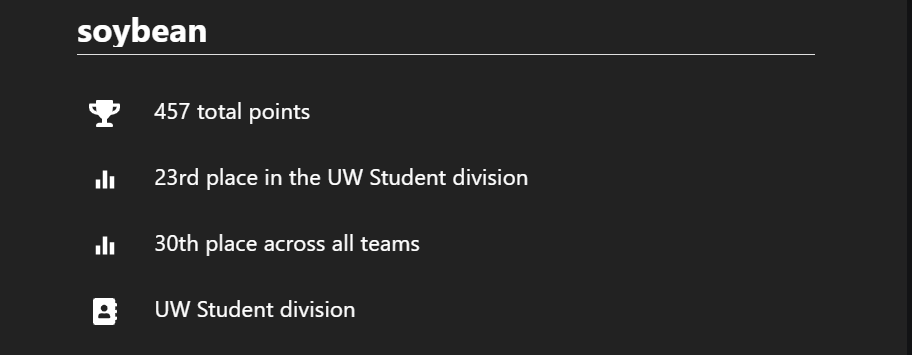 soybean
457 total points
23rd place in the UW Student division
30th place across all teams
UW Student division